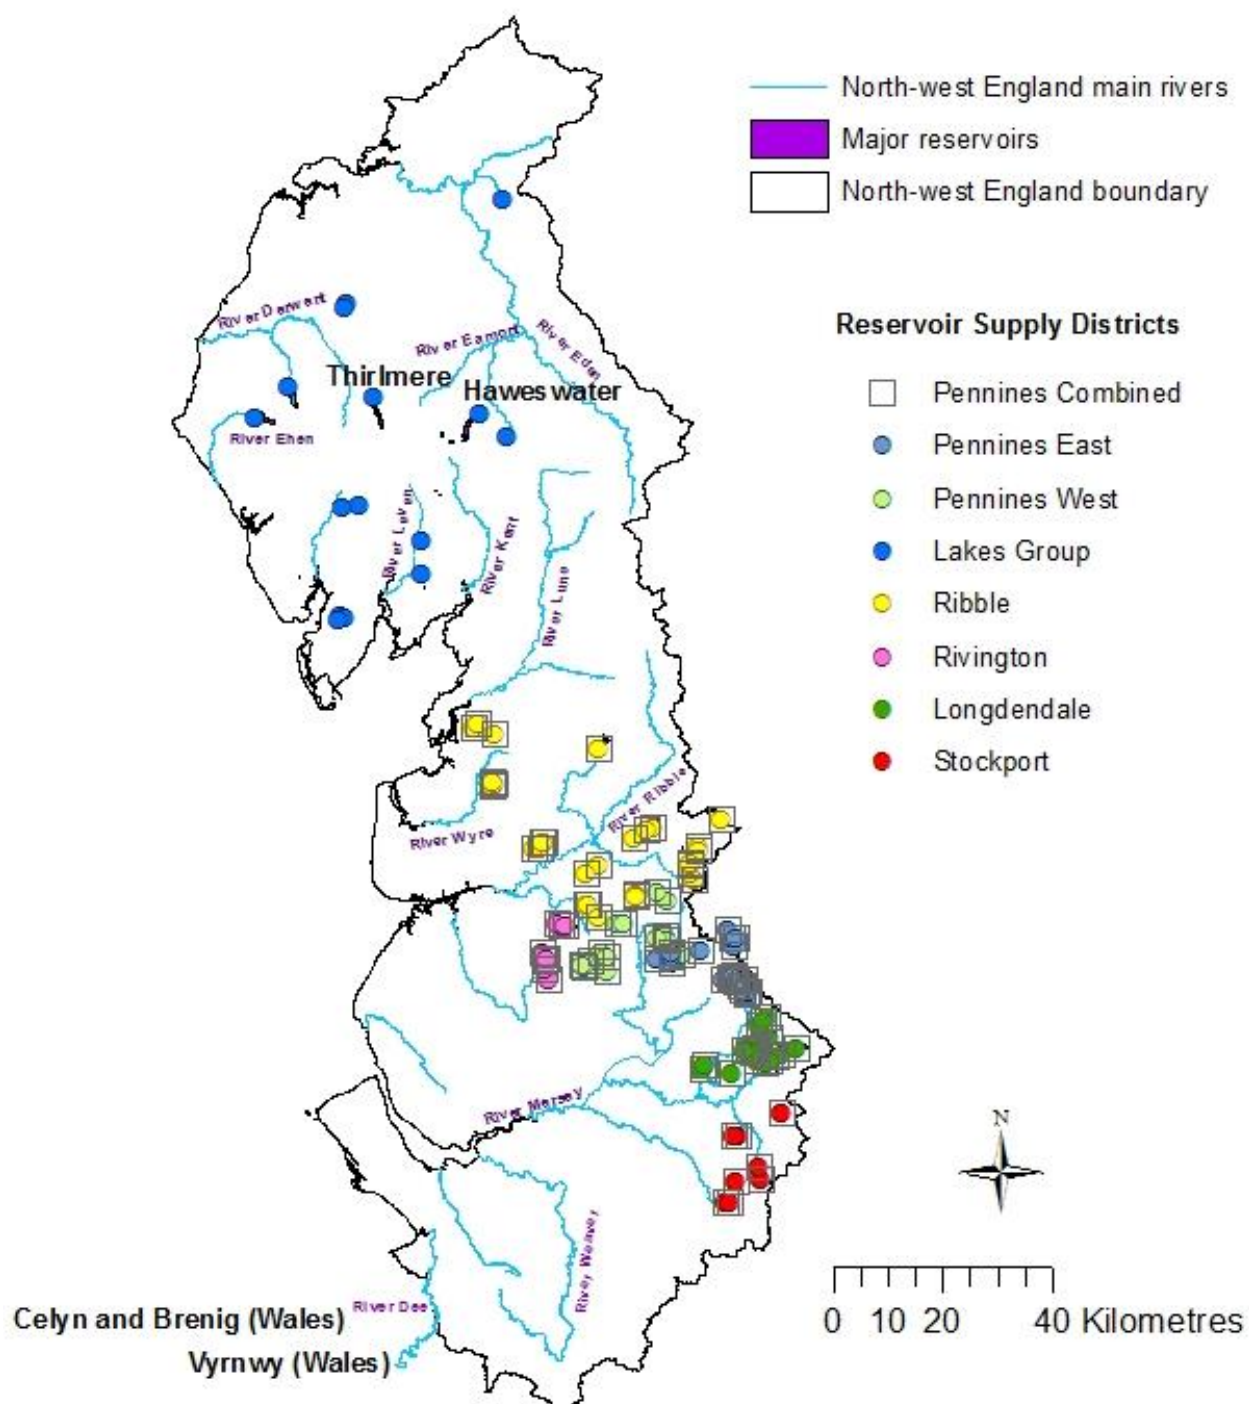 North-west England main rivers
Major reservoirs
North-west England boundary
Reservoir Supply Districts
Pennines Combined
Pennines East
Pennines West
Lakes Group
Ribble
Rivington
Longdendale
Stockport
River Derwent
River Eamont
River Eden
Thirlmere
Haweswater
River Ehen
River Leven
River Kent
River Lune
River Ribble
River Wyre
River Mersey
N
River Weaver
River Dee
Celyn and Brenig (Wales)
Vyrnwy (Wales)
0 10 20 40 Kilometres